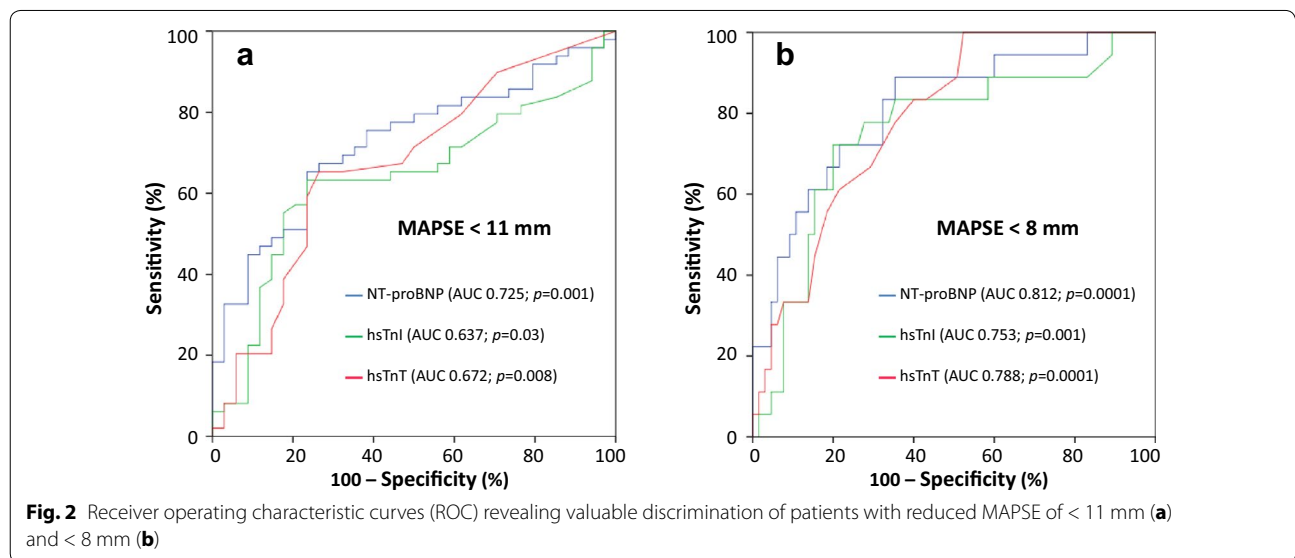 a
100
80
60
40
20
0
Sensitivity (%)
MAPSE < 11 mm
NT-proBNP (AUC 0.725; p=0.001)
hsTnI (AUC 0.637; p=0.03)
hsTnT (AUC 0.672; p=0.008)
0 20 40 60 80 100
100 – Specificity (%)
b
100
80
60
40
20
0
Sensitivity (%)
MAPSE < 8 mm
NT-proBNP (AUC 0.812; p=0.0001)
hsTnI (AUC 0.753; p=0.001)
hsTnT (AUC 0.788; p=0.0001)
0 20 40 60 80 100
100 – Specificity (%)
Fig. 2 Receiver operating characteristic curves (ROC) revealing valuable discrimination of patients with reduced MAPSE of < 11 mm (a)
and < 8 mm (b)